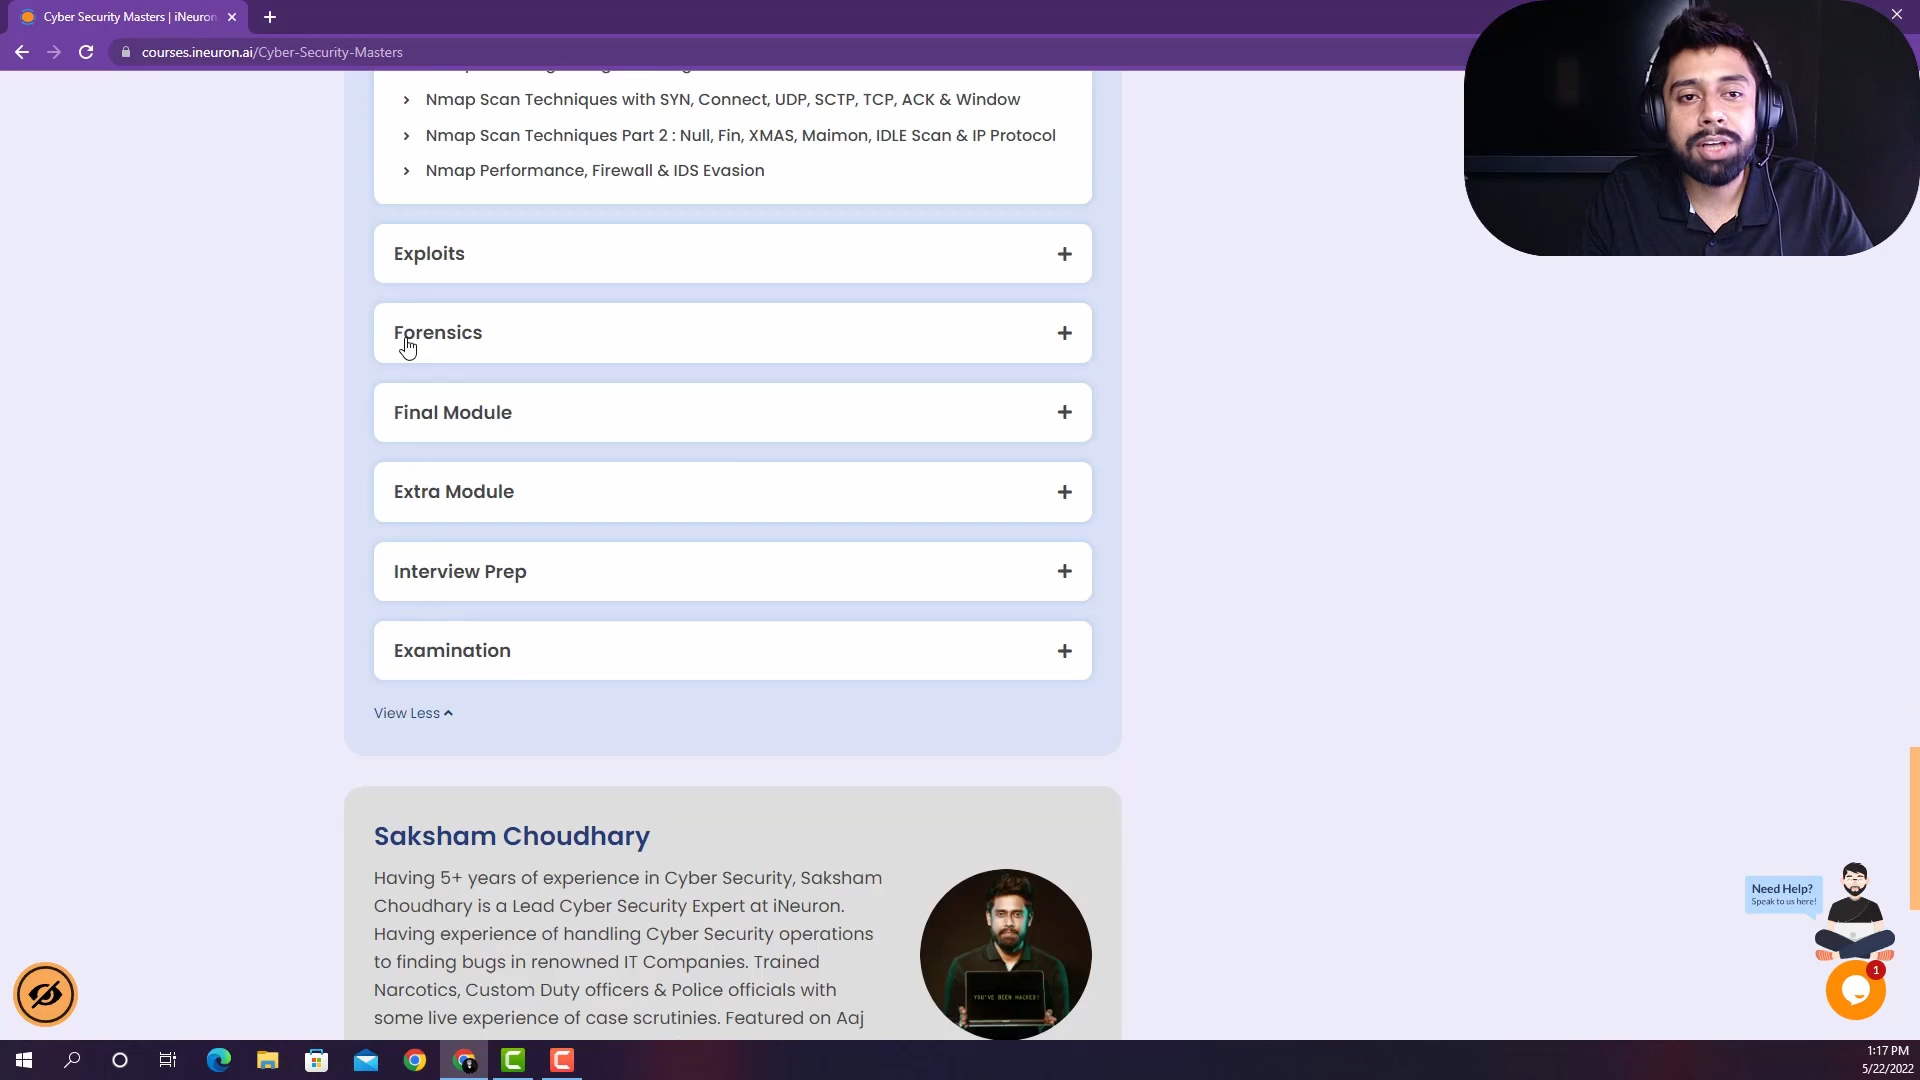 Cyber Security Masters | iNeuron
courses.ineuron.ai/Cyber-Security-Masters
Nmap Scan Techniques with SYN, Connect, UDP, SCTP, TCP, ACK & Window
Nmap Scan Techniques Part 2 : Null, Fin, XMAS, Maimon, IDLE Scan & IP Protocol
Nmap Performance, Firewall & IDS Evasion
Exploits
Forensics
Final Module
Extra Module
Interview Prep
Examination
View Less
Saksham Choudhary
Having 5+ years of experience in Cyber Security, Saksham
Choudhary is a Lead Cyber Security Expert at iNeuron.
Having experience of handling Cyber Security operations
to finding bugs in renowned IT Companies. Trained
Narcotics, Custom Duty officers & Police officials with
some live experience of case scrutinies. Featured on Aaj
YOU'VE BEEN HACKED!
Need Help?
Speak to us here!
1
1:17 PM
5/22/2022